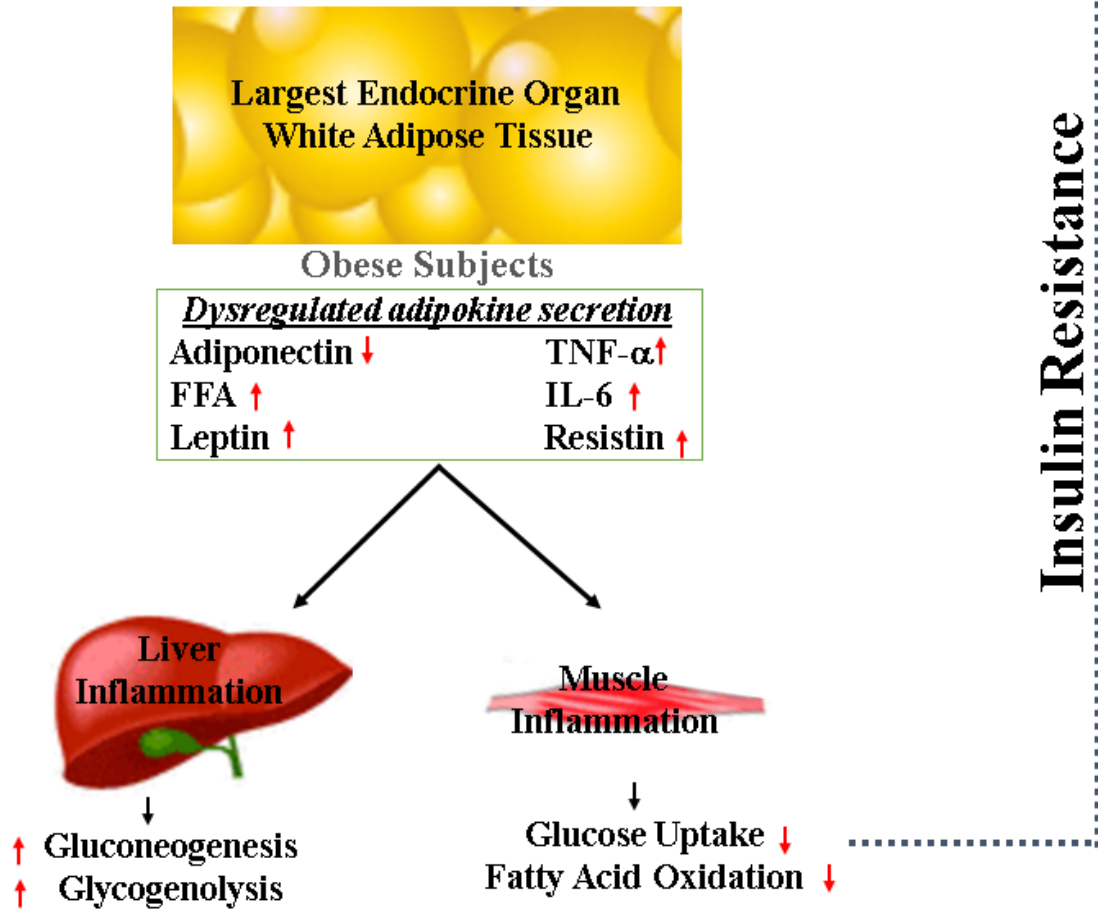 Largest Endocrine Organ
White Adipose Tissue
Obese Subjects
Dysregulated adipokine secretion
Adiponectin ↓ TNF-α ↑
FFA ↑ IL-6 ↑
Leptin ↑ Resistin ↑
Liver
Inflammation
Muscle
Inflammation
↑ Gluconeogenesis
↑ Glycogenolysis
Glucose Uptake ↓
Fatty Acid Oxidation ↓
Insulin Resistance